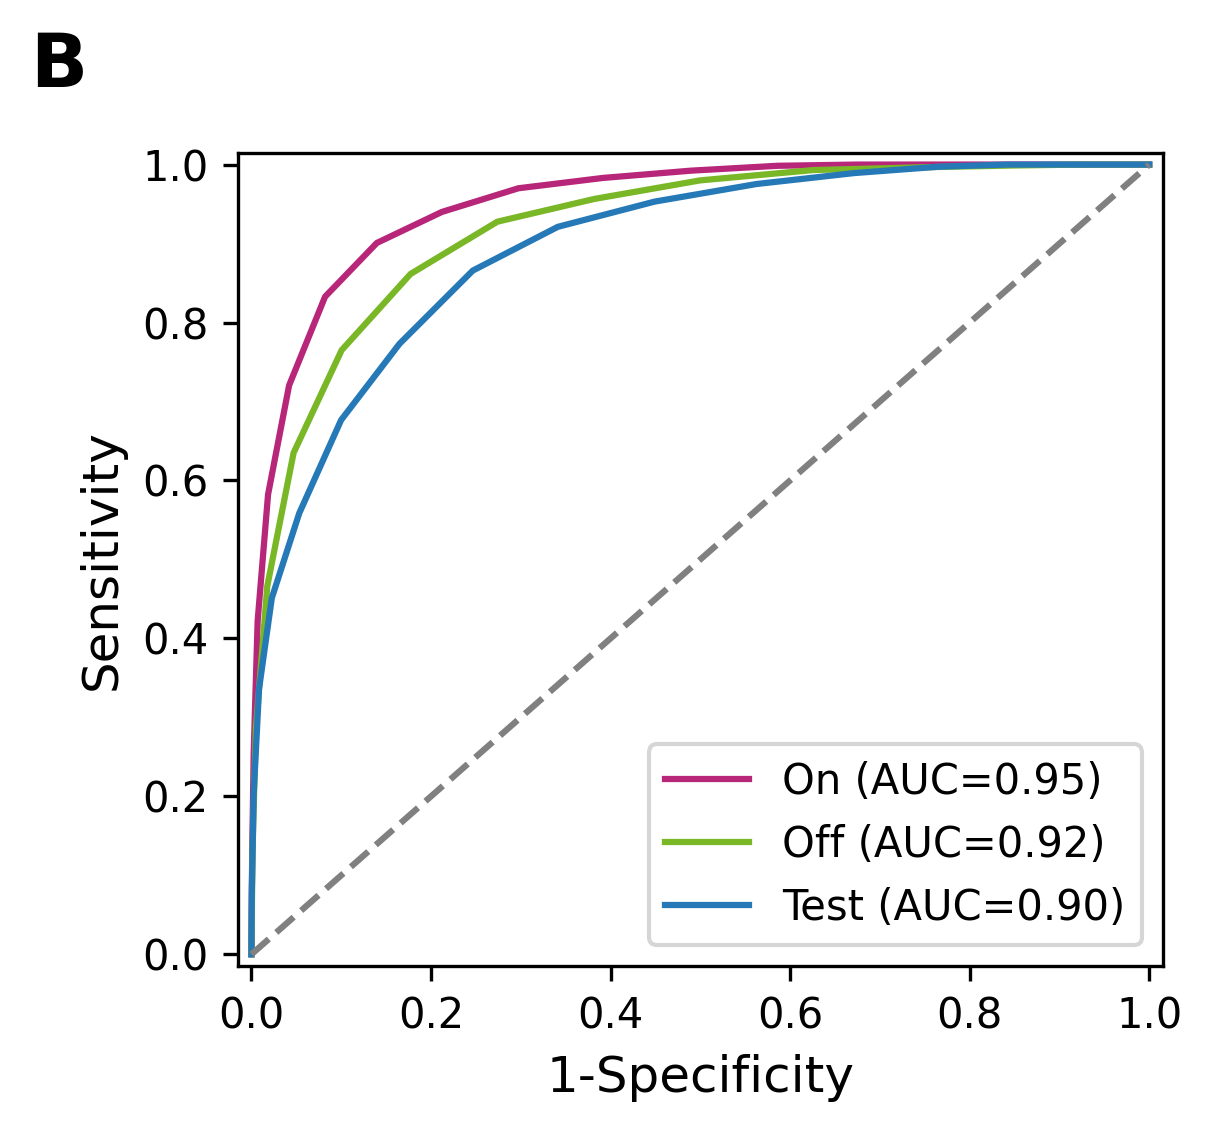 B
1.0
0.8
0.6
0.4
0.2
0.0
Sensitivity
On (AUC=0.95)
Off (AUC=0.92)
Test (AUC=0.90)
0.0 0.2 0.4 0.6 0.8 1.0
1-Specificity